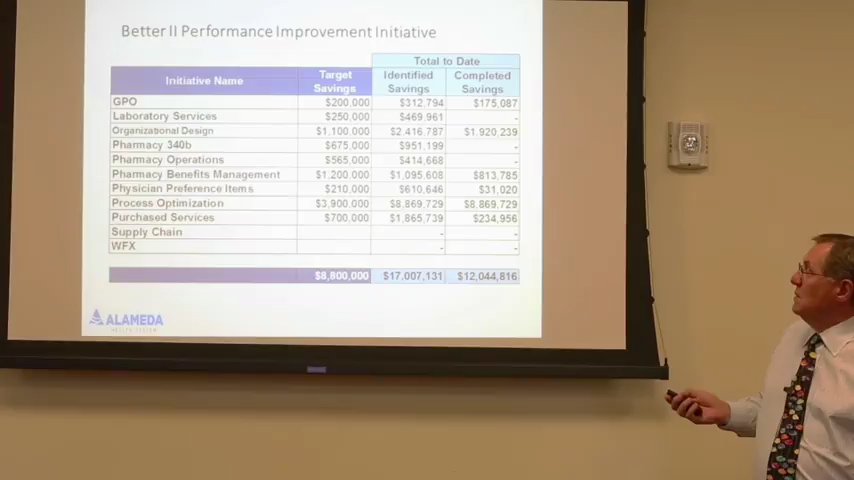 Better II Performance Improvement Initiative
Total to Date
Initiative Name Target Savings Identified Savings Completed Savings
GPO $200,000 $312,794 $175,087
Laboratory Services $250,000 $469,961 -
Organizational Design $1,100,000 $2,416,787 $1,920,239
Pharmacy 340b $675,000 $951,199 -
Pharmacy Operations $565,000 $414,668 -
Pharmacy Benefits Management $1,200,000 $1,095,608 $813,785
Physician Preference Items $210,000 $610,646 $31,020
Process Optimization $3,900,000 $8,869,729 $8,869,729
Purchased Services $700,000 $1,865,739 $234,956
Supply Chain - -
WFX - -
$8,800,000 $17,007,131 $12,044,816
ALAMEDA
HEALTH SYSTEM